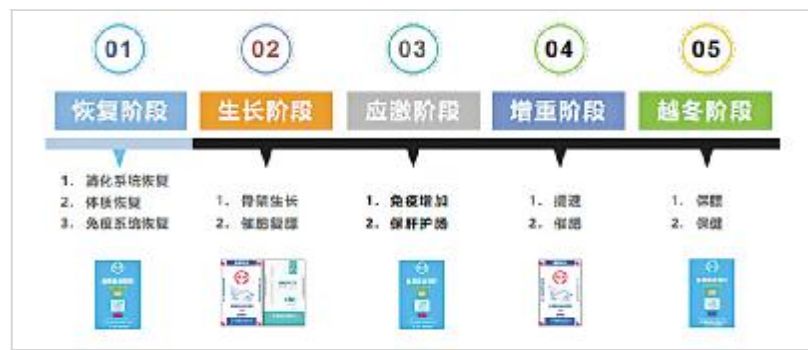 01
02
03
04
05
恢复阶段
生长阶段
应激阶段
增重阶段
越冬阶段
1. 消化系统恢复
2. 体质恢复
3. 免疫系统恢复
1. 骨架生长
2. 催肥复膘
1. 免疫增加
2. 保肝护肠
1. 提速
2. 催肥
1. 保膘
2. 保健